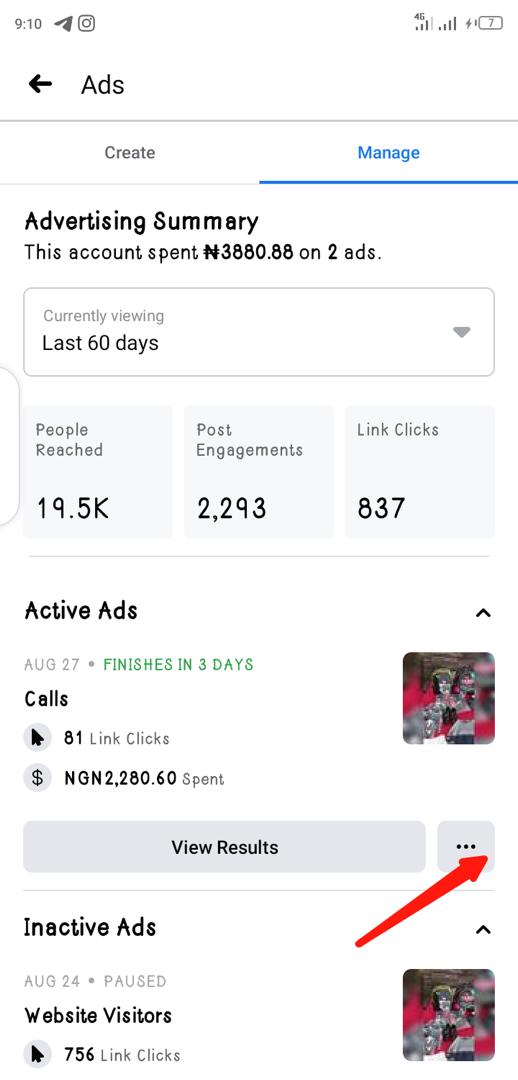 9:10
4G
7
Ads
Create
Manage
Advertising Summary
This account spent ₦3880.88 on 2 ads.
Currently viewing
Last 60 days
People
Reached
19.5K
Post
Engagements
2,293
Link Clicks
837
Active Ads
AUG 27 • FINISHES IN 3 DAYS
Calls
81 Link Clicks
$ NGN2,280.60 Spent
View Results
...
Inactive Ads
AUG 24 • PAUSED
Website Visitors
756 Link Clicks